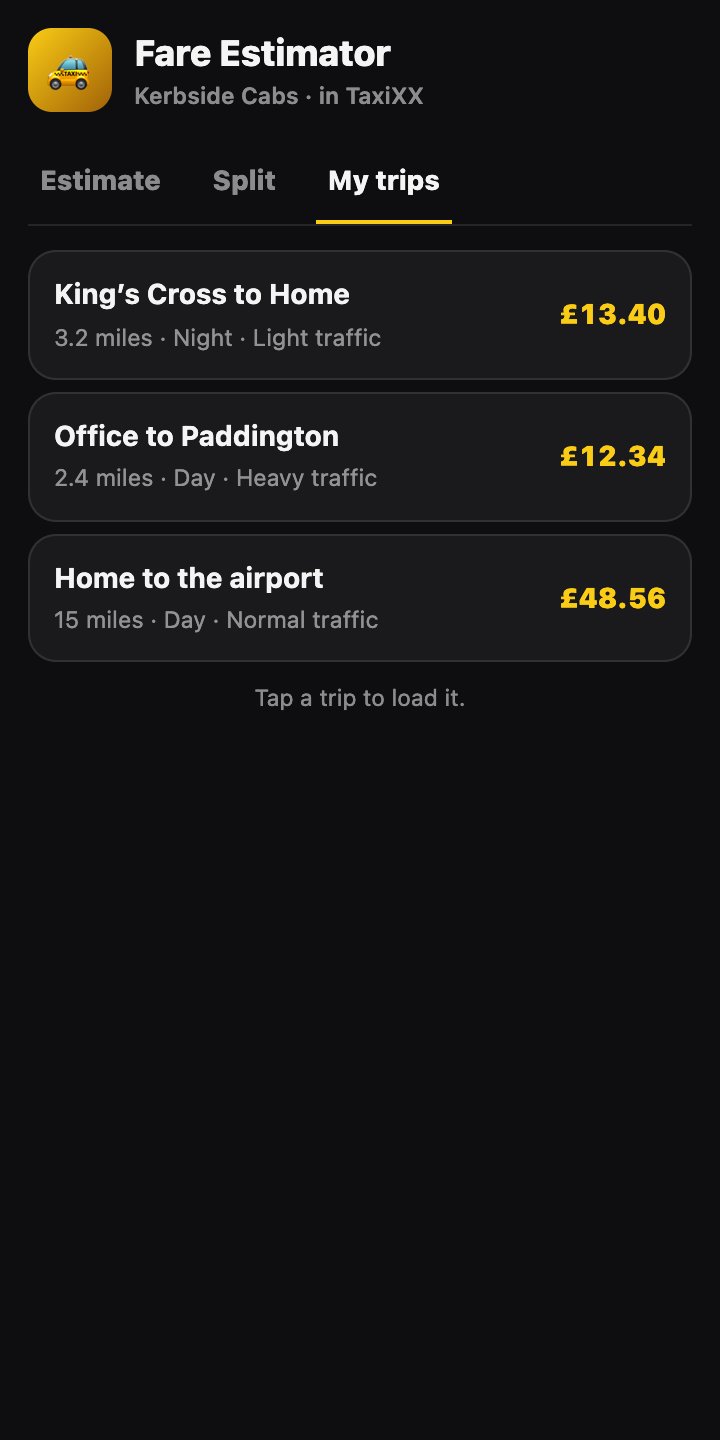 TAXI
Fare Estimator
Kerbside Cabs · in TaxiXX
Estimate Split My trips
King’s Cross to Home
3.2 miles · Night · Light traffic
£13.40
Office to Paddington
2.4 miles · Day · Heavy traffic
£12.34
Home to the airport
15 miles · Day · Normal traffic
£48.56
Tap a trip to load it.